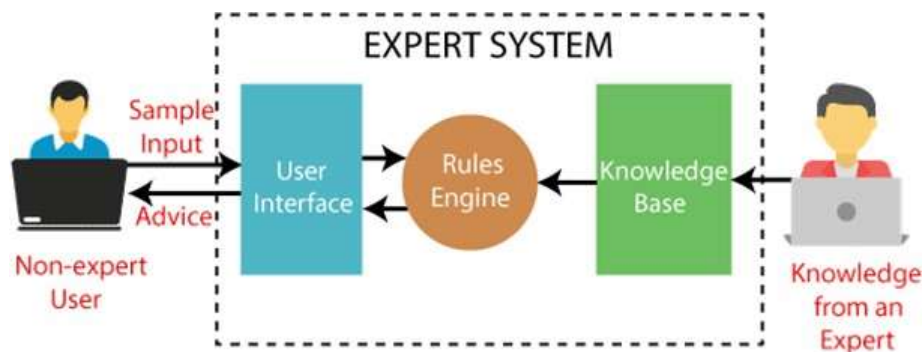 EXPERT SYSTEM
Sample
Input
Advice
Non-expert
User
User
Interface
Rules
Engine
Knowledge
Base
Knowledge
from an
Expert